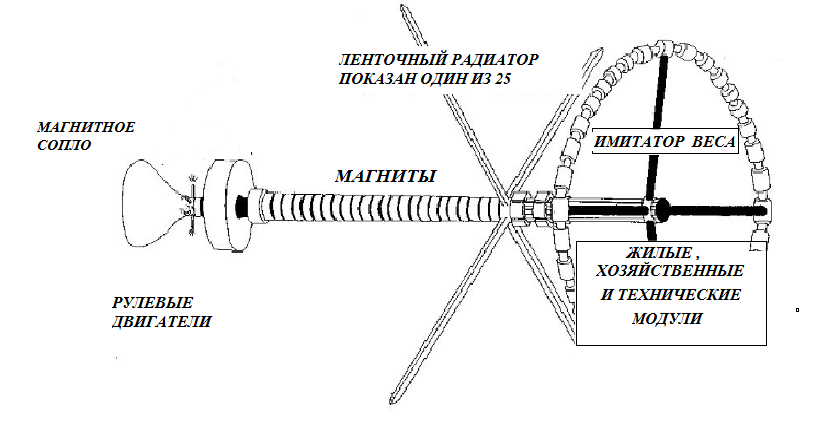 ЛЕНТОЧНЫЙ РАДИАТОР
ПОКАЗАН ОДИН ИЗ 25
МАГНИТНОЕ
СОПЛО
ИМИТАТОР ВЕСА
МАГНИТЫ
ЖИЛЫЕ ,
ХОЗЯЙСТВЕННЫЕ
И ТЕХНИЧЕСКИЕ
МОДУЛИ
РУЛЕВЫЕ
ДВИГАТЕЛИ